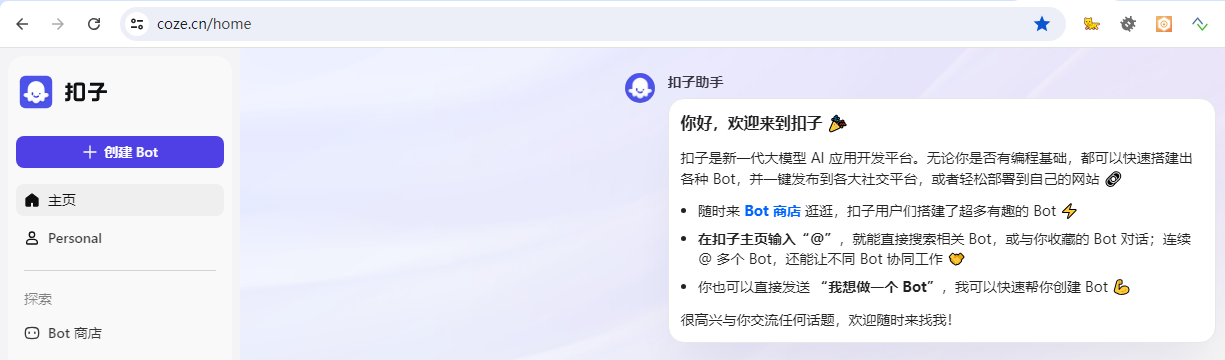 coze.cn/home
扣子
创建 Bot
主页
Personal
探索
Bot 商店
扣子助手
你好，欢迎来到扣子
扣子是新一代大模型 AI 应用开发平台。无论你是否有编程基础，都可以快速搭建出
各种 Bot，并一键发布到各大社交平台，或者轻松部署到自己的网站
随时来 Bot 商店 逛逛，扣子用户们搭建了超多有趣的 Bot
在扣子主页输入“@”，就能直接搜索相关 Bot，或与你收藏的 Bot 对话；连续
@ 多个 Bot，还能让不同 Bot 协同工作
你也可以直接发送 “我想做一个 Bot”，我可以快速帮你创建 Bot
很高兴与你交流任何话题，欢迎随时来找我！